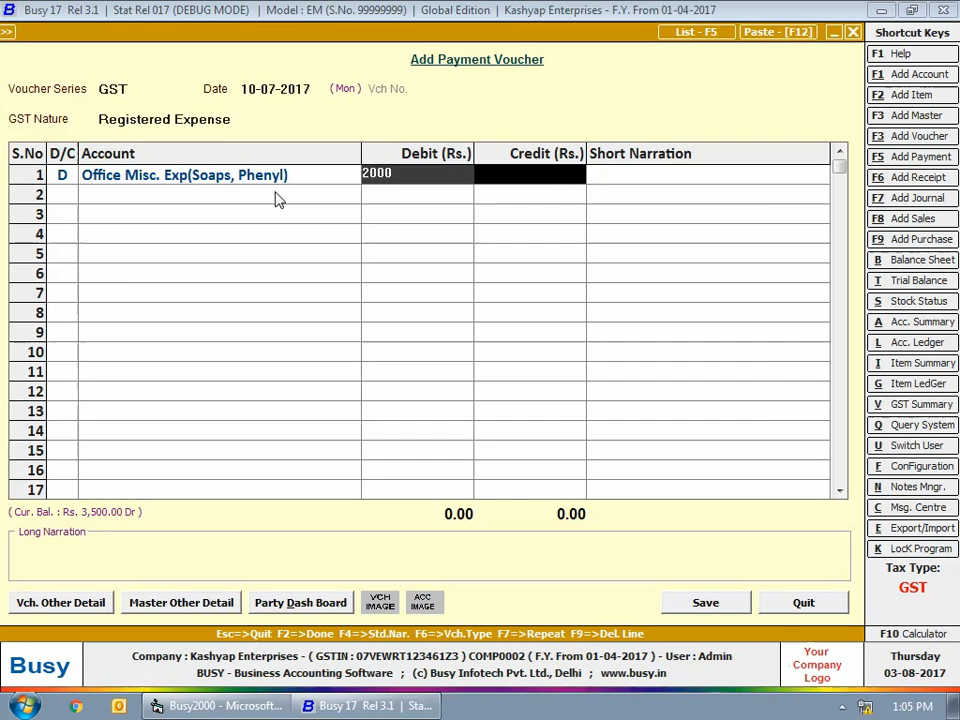 Busy 17 Rel 3.1 | Stat Rel 017 (DEBUG MODE) | Model : EM (S.No. 99999999) | Global Edition | Kashyap Enterprises - F.Y. From 01-04-2017
>>
List - F5
Paste - [F12]
Shortcut Keys
Add Payment Voucher
Voucher Series GST Date 10-07-2017 ( Mon ) Vch No.
GST Nature Registered Expense
S.No D/C Account Debit (Rs.) Credit (Rs.) Short Narration
1 D Office Misc. Exp(Soaps, Phenyl) 2000
2
3
4
5
6
7
8
9
10
11
12
13
14
15
16
17
( Cur. Bal. : Rs. 3,500.00 Dr ) 0.00 0.00
Long Narration
Vch. Other Detail
Master Other Detail
Party Dash Board
VCH IMAGE
ACC IMAGE
Save
Quit
Esc=>Quit F2=>Done F4=>Std.Nar. F6=>Vch.Type F7=>Repeat F9=>Del. Line
F1 Help
F1 Add Account
F2 Add Item
F3 Add Master
F3 Add Voucher
F5 Add Payment
F6 Add Receipt
F7 Add Journal
F8 Add Sales
F9 Add Purchase
B Balance Sheet
T Trial Balance
S Stock Status
A Acc. Summary
L Acc. Ledger
I Item Summary
G Item LedGer
V GST Summary
Q Query System
U Switch User
F ConFiguration
N Notes Mngr.
C Msg. Centre
E Export/Import
K LocK Program
Tax Type:
GST
F10 Calculator
Busy
Company : Kashyap Enterprises - ( GSTIN : 07VEWRT123461Z3 ) COMP0002 ( F.Y. From 01-04-2017 ) - User : Admin
BUSY - Business Accounting Software ; (c) Busy Infotech Pvt. Ltd., Delhi ; www.busy.in
Your
Company
Logo
Thursday
03-08-2017
Busy2000 - Microsoft...
Busy 17 Rel 3.1 | Sta...
1:05 PM